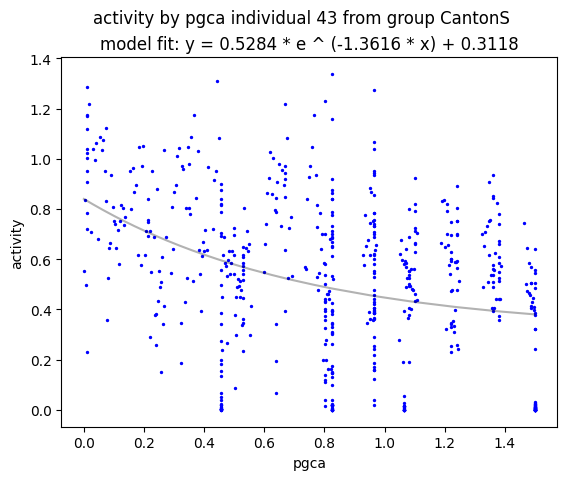 activity by pgca individual 43 from group CantonS
model fit: y = 0.5284 * e ^ (-1.3616 * x) + 0.3118
1.4
1.2
1.0
0.8
0.6
0.4
0.2
0.0
activity
0.0 0.2 0.4 0.6 0.8 1.0 1.2 1.4
pgca